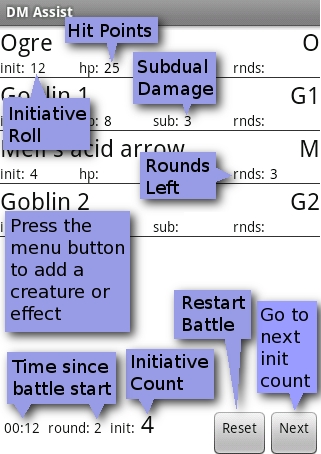 DM Assist
Hit Points
Ogre O
init: 12 hp: 25 rnds:
Subdual
Damage
1 G1
Initiative
Roll
8 sub: 3 rnds:
acid arrow M
Rounds
Left
init: 4 hp: rnds: 3
Goblin 2 G2
sub: rnds:
Press the
menu button
to add a
creature or
effect
Restart
Battle
Go to
next
init
count
Time since
battle start
Initiative
Count
00:12 round: 2 init: 4
Reset Next